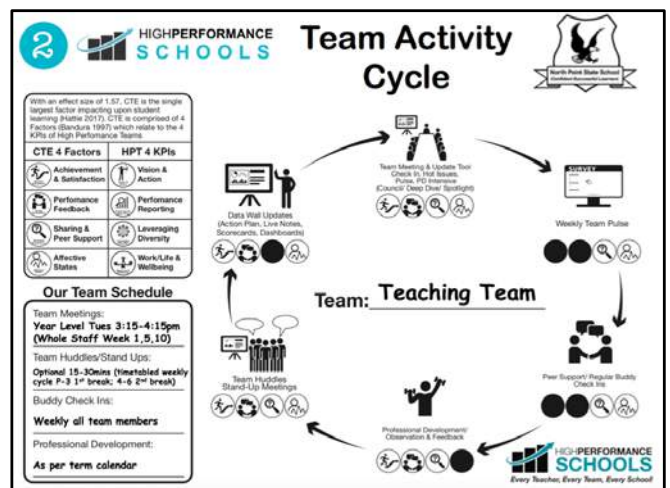 2
HIGHPERFORMANCE
SCHOOLS
Team Activity
Cycle
North Point State School
Confident Successful Learners
With an effect size of 1.57, CTE is the single
largest factor impacting upon student
learning (Hattie 2017). CTE is comprised of 4
Factors (Bandura 1997) which relate to the 4
KPIs of High Perfomance Teams
CTE 4 Factors
HPT 4 KPIs
Achievement
& Satisfaction
Vision &
Action
Perfomance
Feedback
Perfomance
Reporting
Sharing &
Peer Support
Leveraging
Diversity
Affective
States
Work/Life &
Wellbeing
Our Team Schedule
Team Meetings:
Year Level Tues 3:15-4:15pm
(Whole Staff Week 1,5,10)
Team Huddles/Stand Ups:
Optional 15-30mins (timetabled weekly
cycle P-3 1st break; 4-6 2nd break)
Buddy Check Ins:
Weekly all team members
Professional Development:
As per term calendar
Team Meeting & Update Tool
Check In, Hot Issues,
Pulse, PD Intensive
(Council/ Deep Dive/ Spotlight)
SURVEY
Weekly Team Pulse
Peer Support/ Regular Buddy
Check Ins
Professional Development/
Observation & Feedback
Team Huddles
Stand-Up Meetings
Data Wall Updates
(Action Plan, Live Notes,
Scorecards, Dashboards)
Team: Teaching Team
HIGHPERFORMANCE
SCHOOLS
Every Teacher, Every Team, Every School!